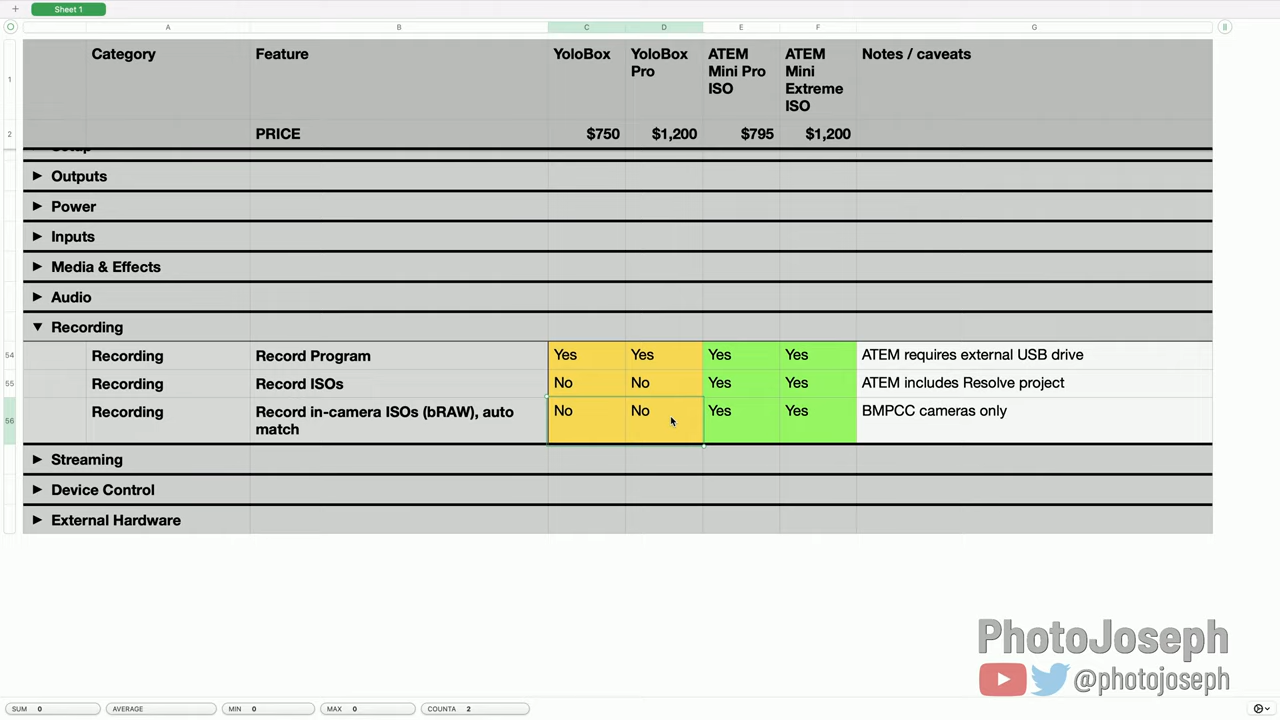 Sheet 1
A B C D E F G
Category Feature YoloBox YoloBox Pro ATEM Mini Pro ISO ATEM Mini Extreme ISO Notes / caveats
1
2 PRICE $750 $1,200 $795 $1,200
Setup
Outputs
Power
Inputs
Media & Effects
Audio
Recording
54 Recording Record Program Yes Yes Yes Yes ATEM requires external USB drive
55 Recording Record ISOs No No Yes Yes ATEM includes Resolve project
56 Recording Record in-camera ISOs (bRAW), auto match No No Yes Yes BMPCC cameras only
Streaming
Device Control
External Hardware
PhotoJoseph
@photojoseph
SUM 0 AVERAGE MIN 0 MAX 0 COUNTA 2